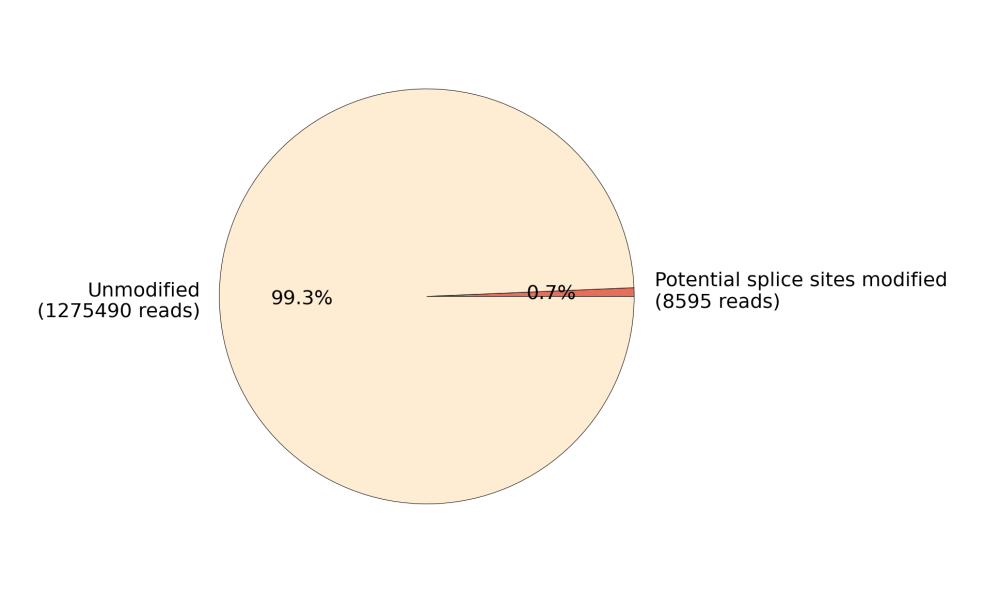 Unmodified
(1275490 reads)
99.3%
0.7%
Potential splice sites modified
(8595 reads)